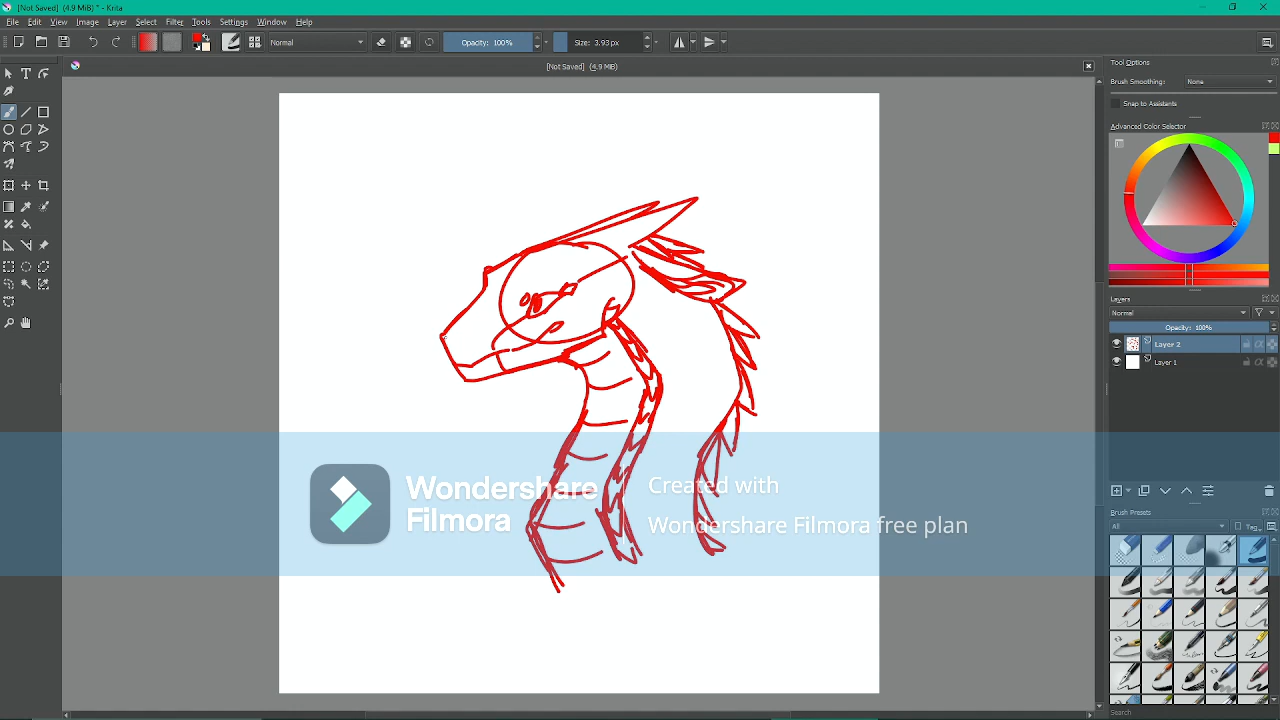 [Not Saved] (4.9 MiB) * - Krita
File Edit View Image Layer Select Filter Tools Settings Window Help
Normal Opacity: 100% Size: 3.93 px
[Not Saved] (4.9 MiB)
Tool Options
Brush Smoothing: None
Snap to Assistants
Advanced Color Selector
Layers
Normal
Opacity: 100%
Layer 2
Layer 1
Wondershare
Filmora
Created with
Wondershare Filmora free plan
Brush Presets
All Tag
Search